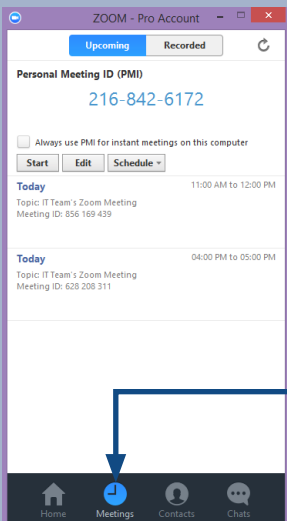 ZOOM - Pro Account
Upcoming Recorded
Personal Meeting ID (PMI)
216-842-6172
Always use PMI for instant meetings on this computer
Start Edit Schedule
Today 11:00 AM to 12:00 PM
Topic: IT Team's Zoom Meeting
Meeting ID: 856 169 439
Today 04:00 PM to 05:00 PM
Topic: IT Team's Zoom Meeting
Meeting ID: 628 208 311
Home Meetings Contacts Chats